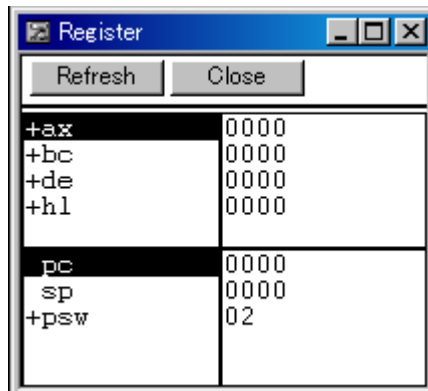 Register
Refresh Close
+ax 0000
+bc 0000
+de 0000
+hl 0000
pc 0000
sp 0000
+psw 02